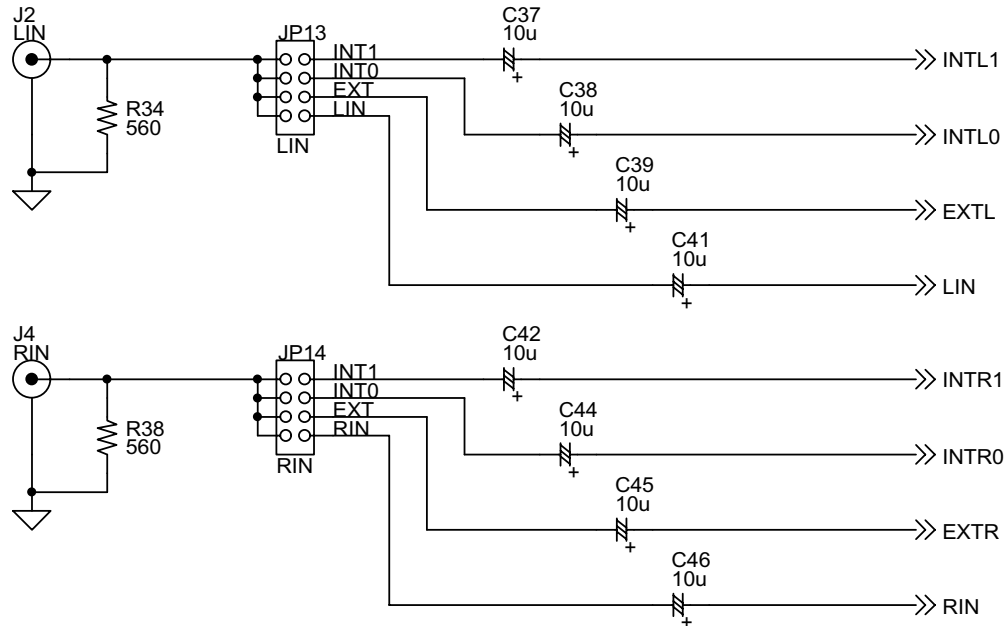 J2
LIN
JP13
C37
10u
INT1
INT0
EXT
LIN
LIN
R34
560
INTL1
C38
10u
INTL0
C39
10u
EXTL
C41
10u
LIN
J4
RIN
JP14
C42
10u
INT1
INT0
EXT
RIN
RIN
R38
560
INTR1
C44
10u
INTR0
C45
10u
EXTR
C46
10u
RIN